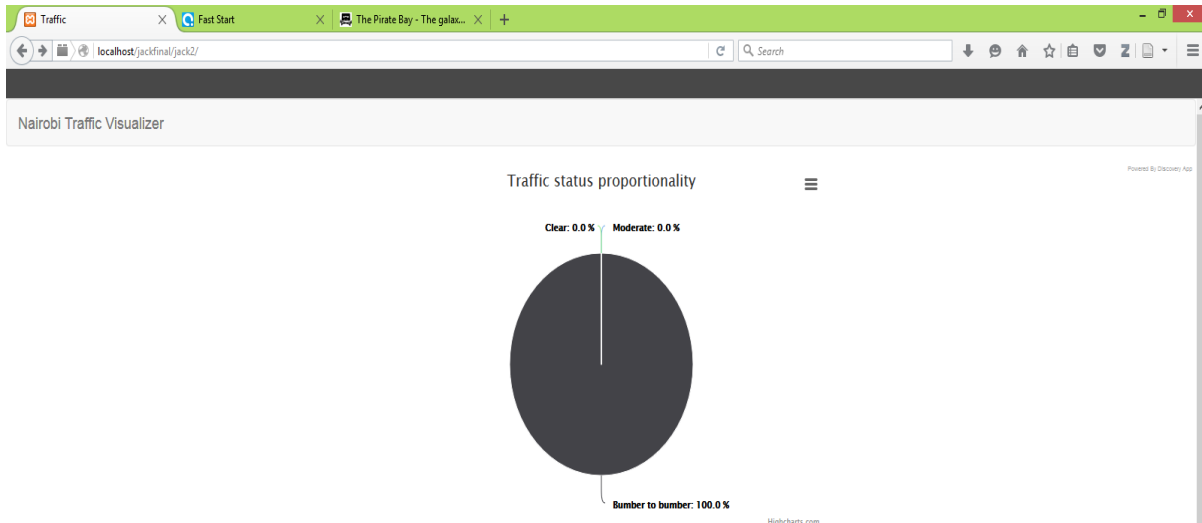 Traffic
Fast Start
The Pirate Bay - The galax...
localhost/jackfinal/jack2/
Search
Nairobi Traffic Visualizer
Powered By Discovery App
Traffic status proportionality
Clear: 0.0 %
Moderate: 0.0 %
Bumber to bumber: 100.0 %
Highcharts.com